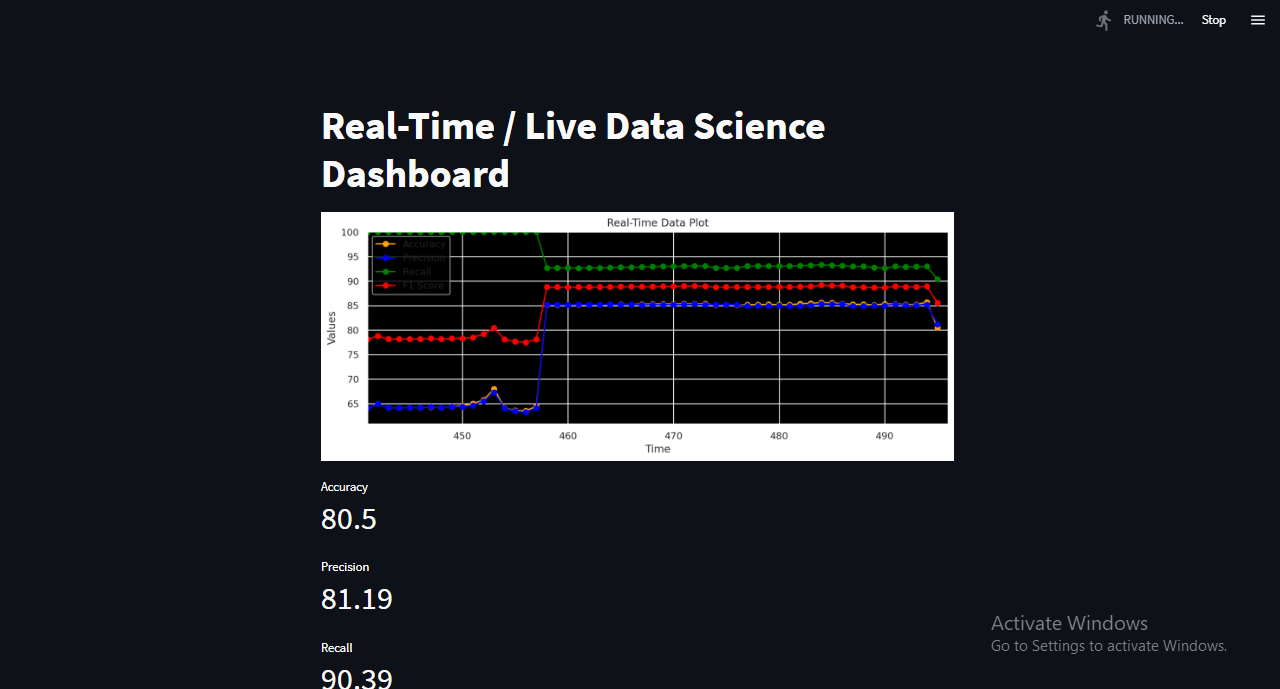 RUNNING... Stop
Real-Time / Live Data Science
Dashboard
Real-Time Data Plot
100
95
90
85
80
75
70
65
Values
Accuracy
Precision
Recall
F1 Score
450 460 470 480 490
Time
Accuracy
80.5
Precision
81.19
Recall
90.39
Activate Windows
Go to Settings to activate Windows.